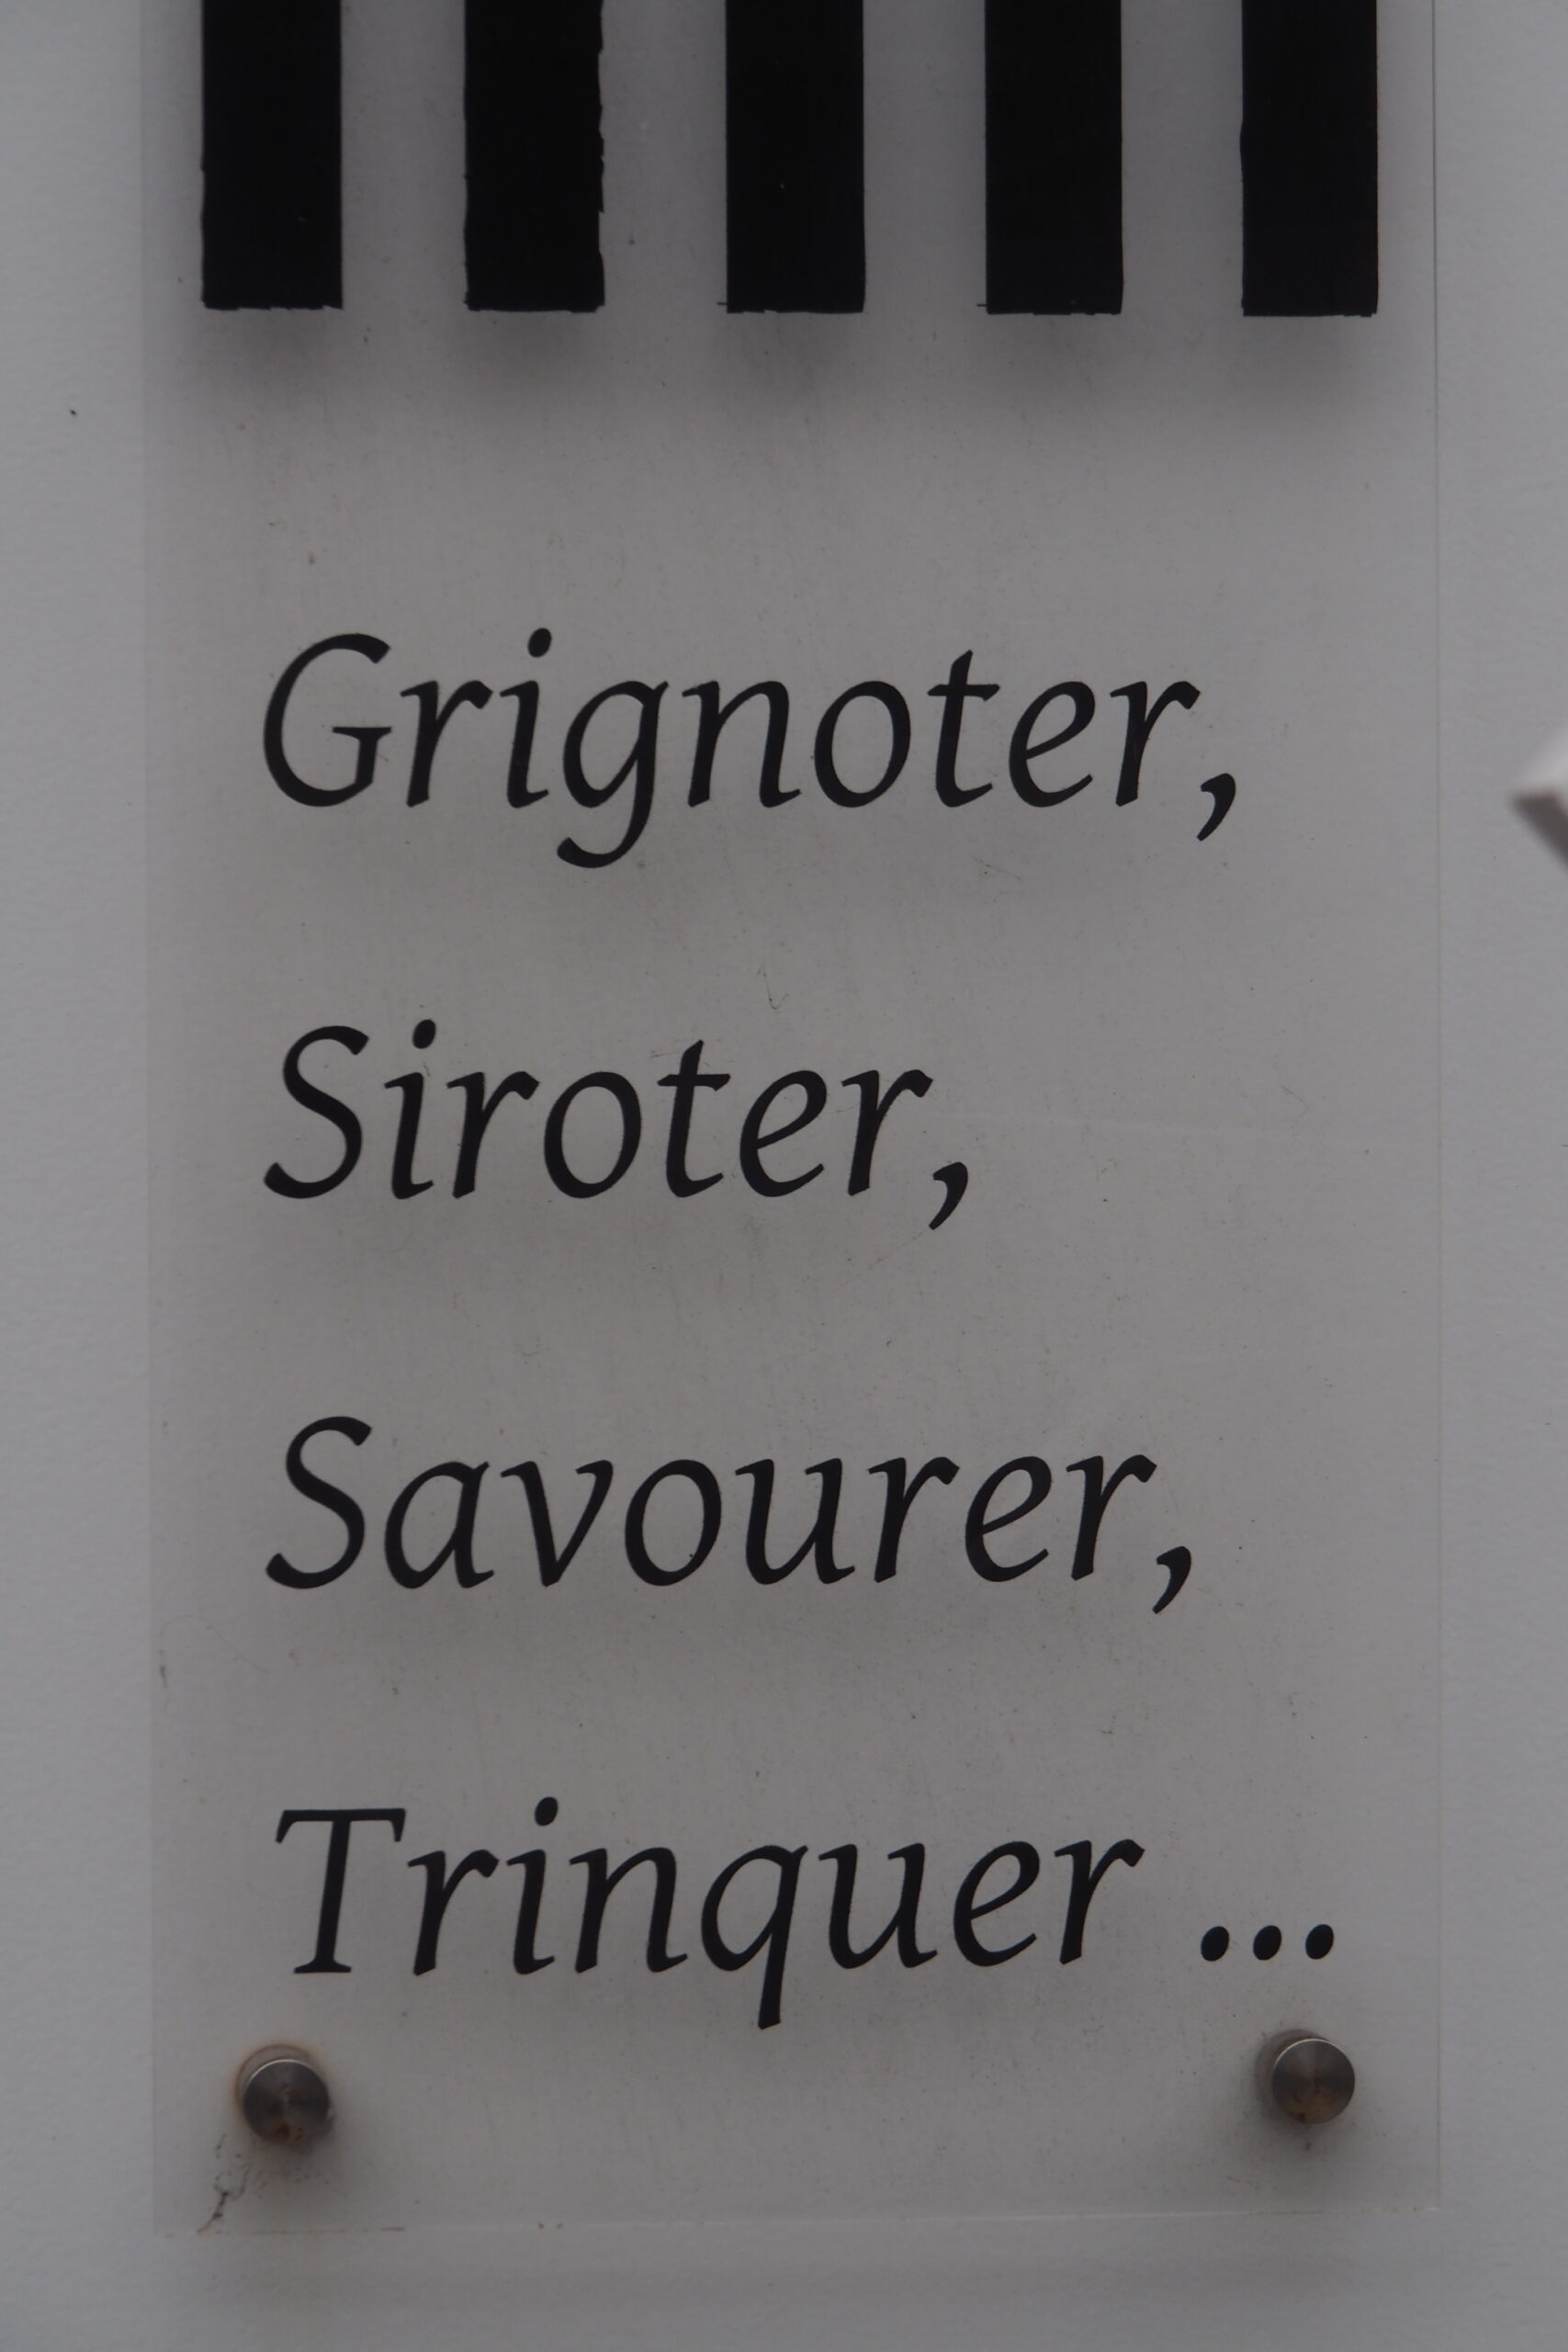 Grignoter,
Siroter,
Savourer,
Trinquer ...